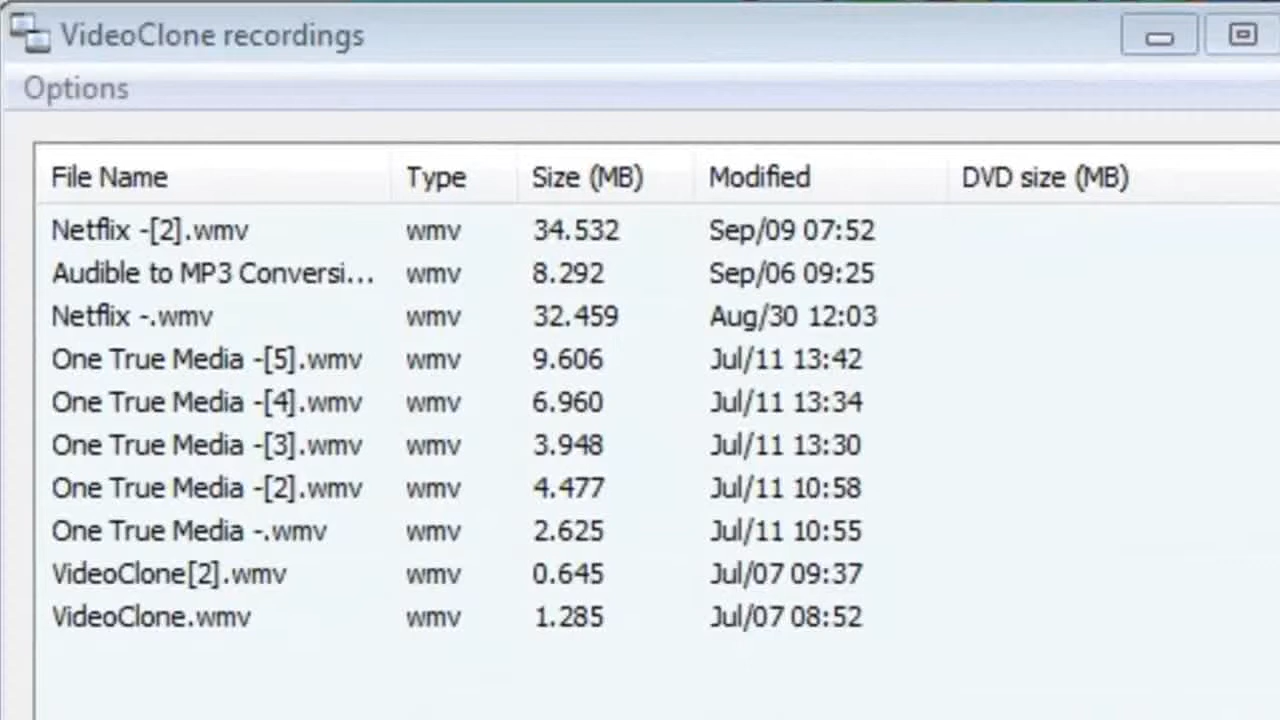 VideoClone recordings
Options
File Name Type Size (MB) Modified DVD size (MB)
Netflix -[2].wmv wmv 34.532 Sep/09 07:52
Audible to MP3 Conversi... wmv 8.292 Sep/06 09:25
Netflix -.wmv wmv 32.459 Aug/30 12:03
One True Media -[5].wmv wmv 9.606 Jul/11 13:42
One True Media -[4].wmv wmv 6.960 Jul/11 13:34
One True Media -[3].wmv wmv 3.948 Jul/11 13:30
One True Media -[2].wmv wmv 4.477 Jul/11 10:58
One True Media -.wmv wmv 2.625 Jul/11 10:55
VideoClone[2].wmv wmv 0.645 Jul/07 09:37
VideoClone.wmv wmv 1.285 Jul/07 08:52